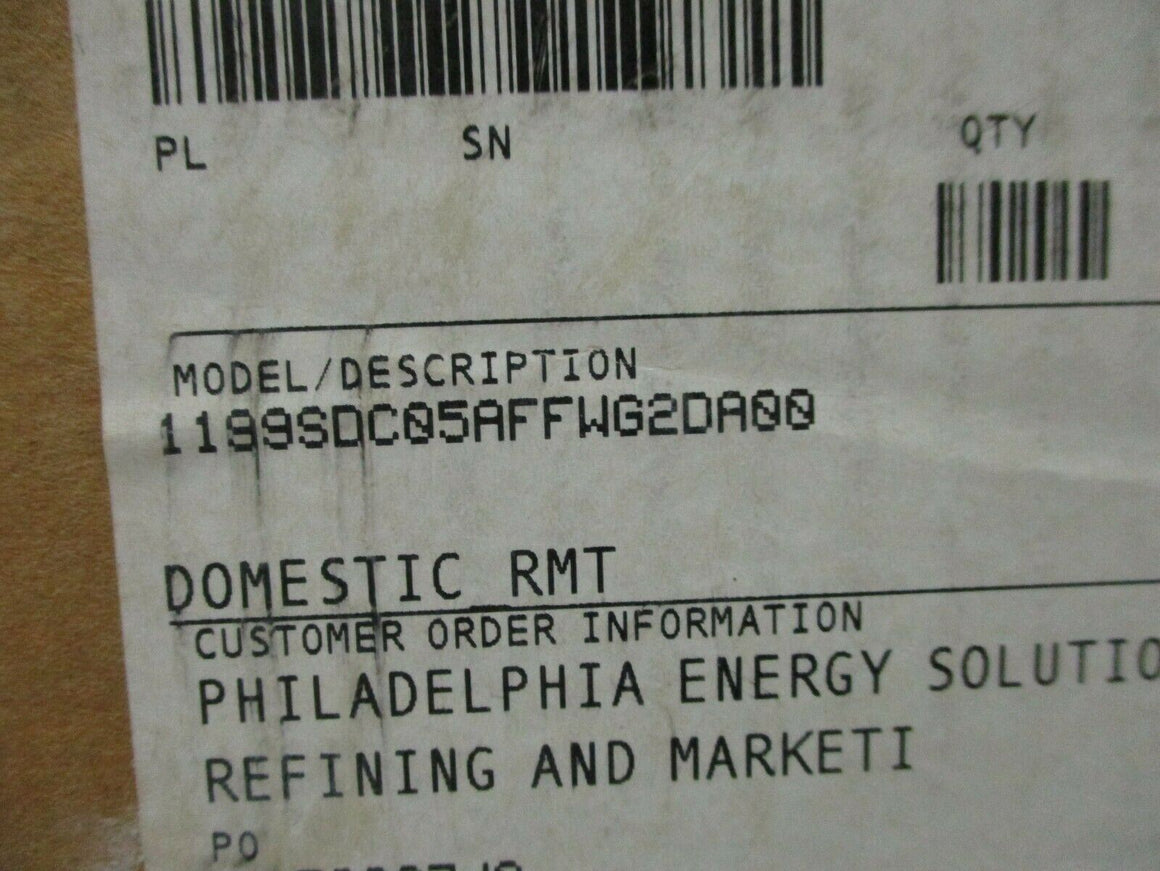 PL SN QTY
MODEL/DESCRIPTION
1199SDC05AFFWG2DA00
DOMESTIC RMT
CUSTOMER ORDER INFORMATION
PHILADELPHIA ENERGY SOLUTIO
REFINING AND MARKETI
PO